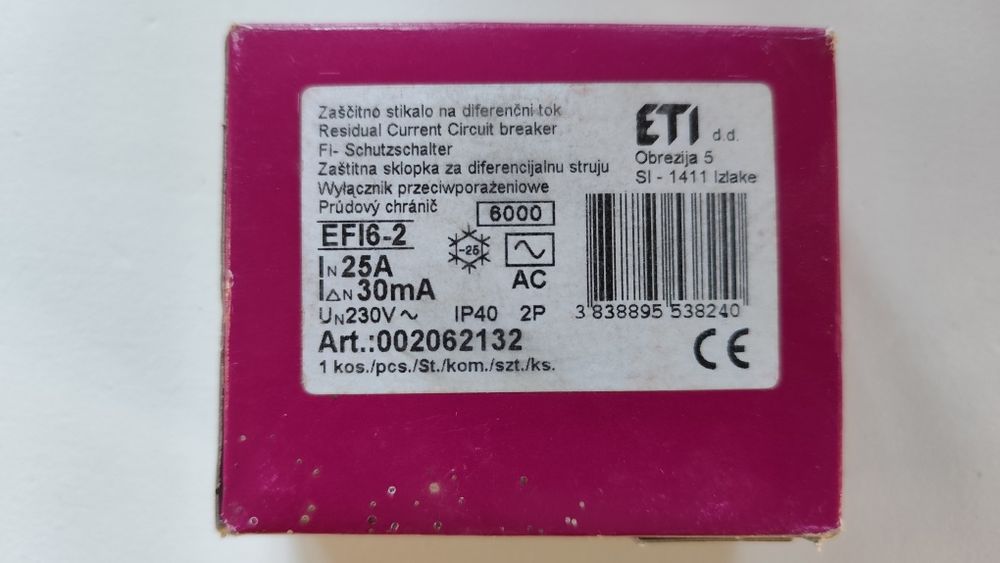 Zaščitno stikalo na diferenčni tok
Residual Current Circuit breaker
Fi- Schutzschalter
Zaštitna sklopka za diferencijalnu struju
Wyłącznik przeciwporażeniowe
Prúdový chránič
ETI d.d.
Obrezija 5
SI - 1411 Izlake
EFI6-2
6000
-25
AC
IN 25A
I△N 30mA
UN230V ~ IP40 2P
3 838895 538240
Art.:002062132
1 kos./pcs./St./kom./szt./ks.
CE